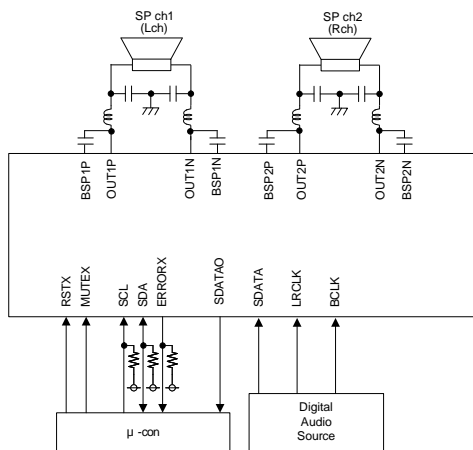 SP ch1
(Lch)
SP ch2
(Rch)
BSP1P
OUT1P
OUT1N
BSP1N
BSP2P
OUT2P
OUT2N
BSP2N
RSTX
MUTEX
SCL
SDA
ERRORX
SDATAO
SDATA
LRCLK
BCLK
μ-con
Digital
Audio
Source